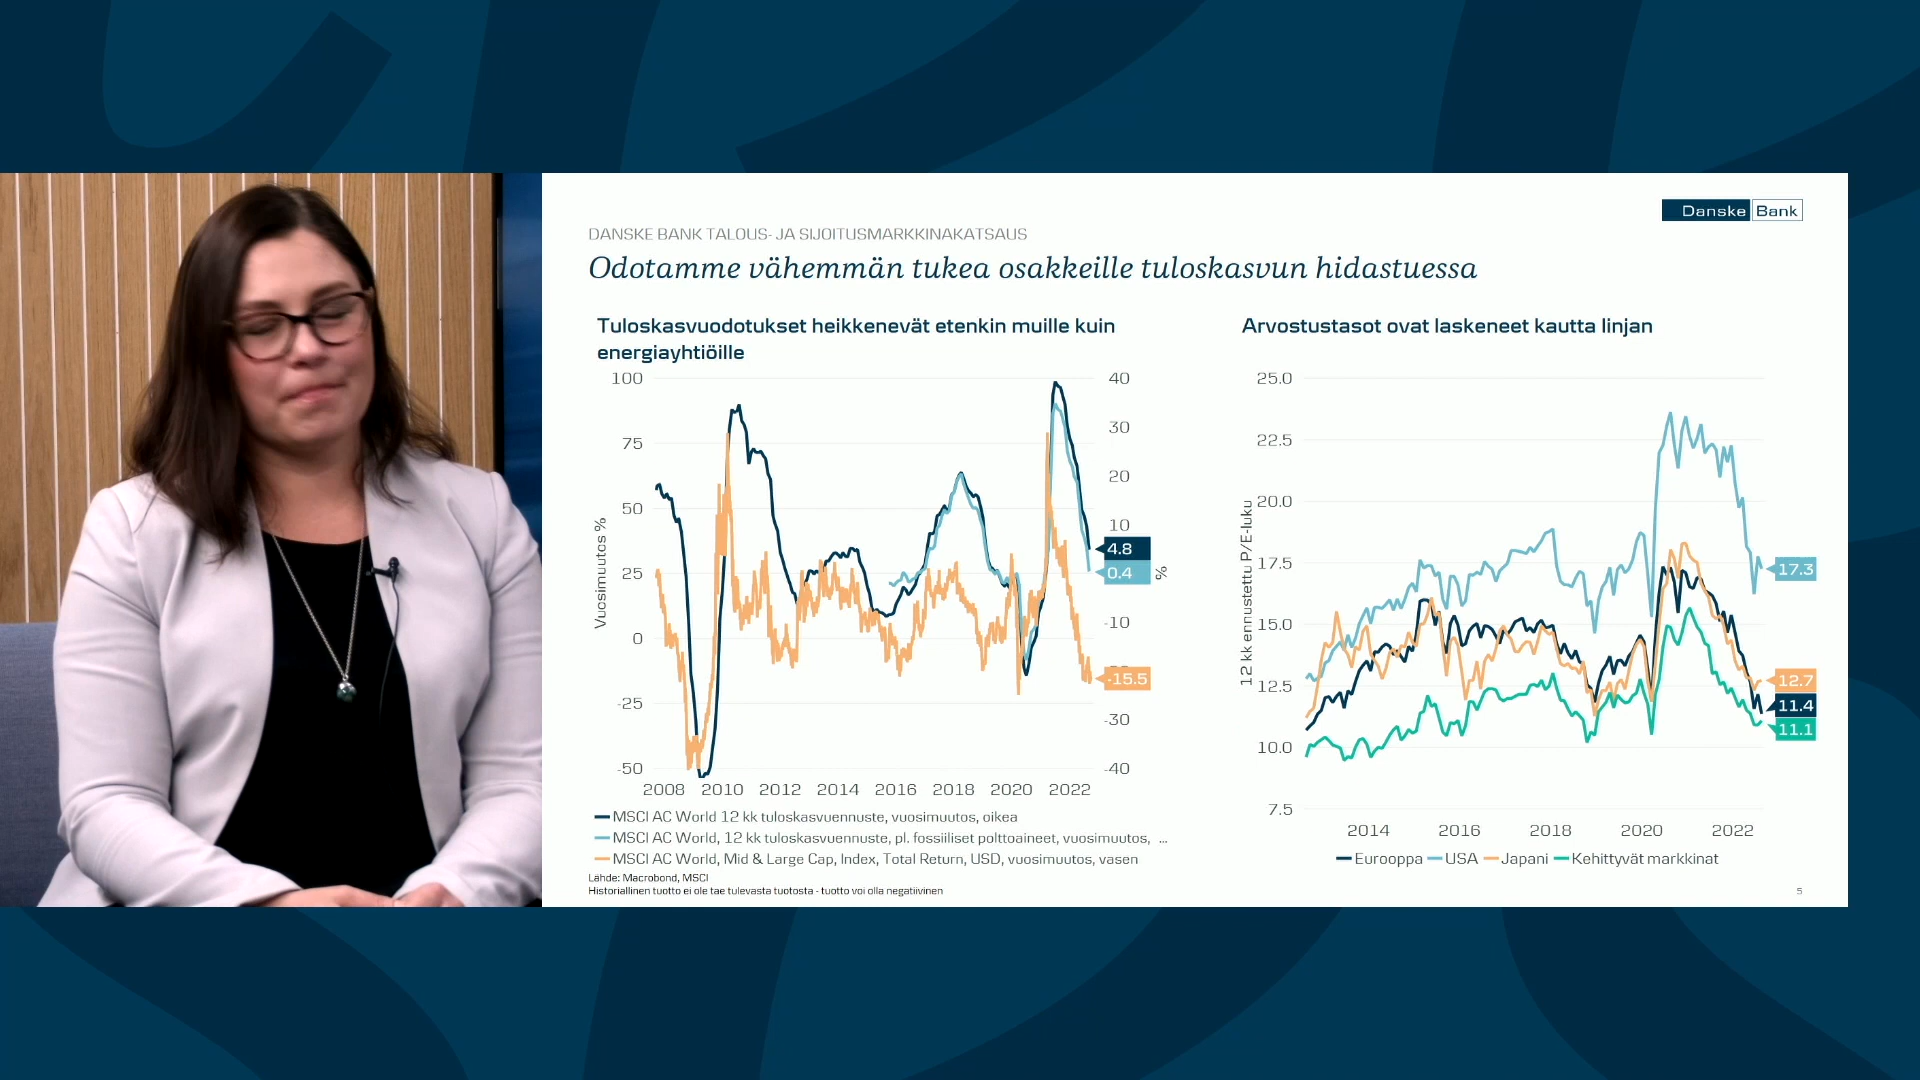 Danske Bank
DANSKE BANK TALOUS- JA SIJOITUSMARKKINAKATSAUS
Odotamme vähemmän tukea osakkeille tuloskasvun hidastuessa
Tuloskasvuodotukset heikkenevät etenkin muille kuin
energiayhtiöille
100
75
50
25
0
-25
-50
Vuosimuutos %
40
30
20
10
4.8
0.4
%
-10
-15.5
-30
-40
2008 2010 2012 2014 2016 2018 2020 2022
MSCI AC World 12 kk tuloskasvuennuste, vuosimuutos, oikea
MSCI AC World, 12 kk tuloskasvuennuste, pl. fossiiliset polttoaineet, vuosimuutos, ...
MSCI AC World, Mid & Large Cap, Index, Total Return, USD, vuosimuutos, vasen
Lähde: Macrobond, MSCI
Historiallinen tuotto ei ole tae tulevasta tuotosta - tuotto voi olla negatiivinen
Arvostustasot ovat laskeneet kautta linjan
25.0
22.5
20.0
17.5
15.0
12.5
10.0
7.5
12 kk ennustettu P/E-luku
17.3
12.7
11.4
11.1
2014 2016 2018 2020 2022
Eurooppa USA Japani Kehittyvät markkinat
5